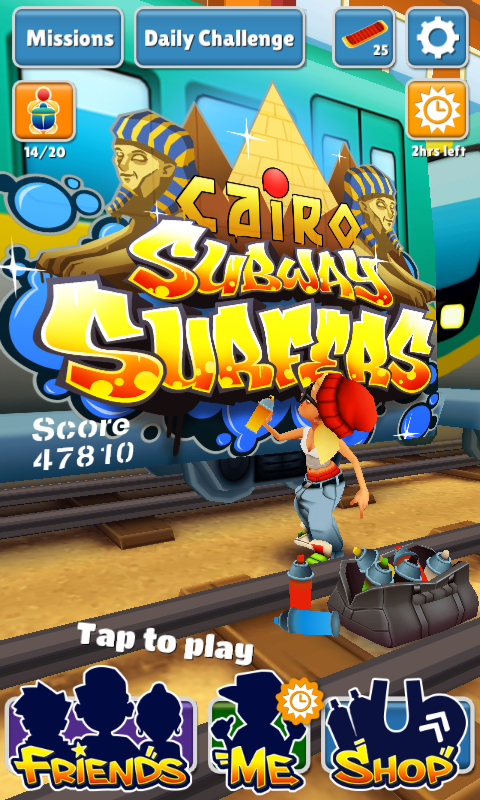 Missions
Daily Challenge
25
14/20
2hrs left
CAIRO
SUBWAY
SURFERS
Score
47810
Tap to play
FRIENDS
ME
SHOP